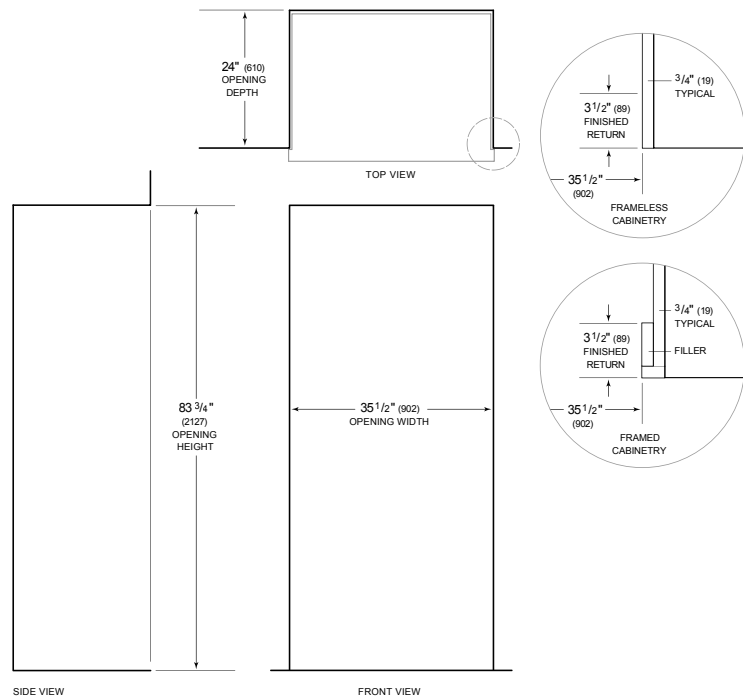 24" (610)
OPENING
DEPTH
TOP VIEW
3/4" (19)
TYPICAL
3 1/2" (89)
FINISHED
RETURN
35 1/2"
(902)
FRAMELESS
CABINETRY
3/4" (19)
TYPICAL
3 1/2" (89)
FINISHED
RETURN
FILLER
35 1/2"
(902)
FRAMED
CABINETRY
83 3/4"
(2127)
OPENING
HEIGHT
35 1/2" (902)
OPENING WIDTH
SIDE VIEW
FRONT VIEW